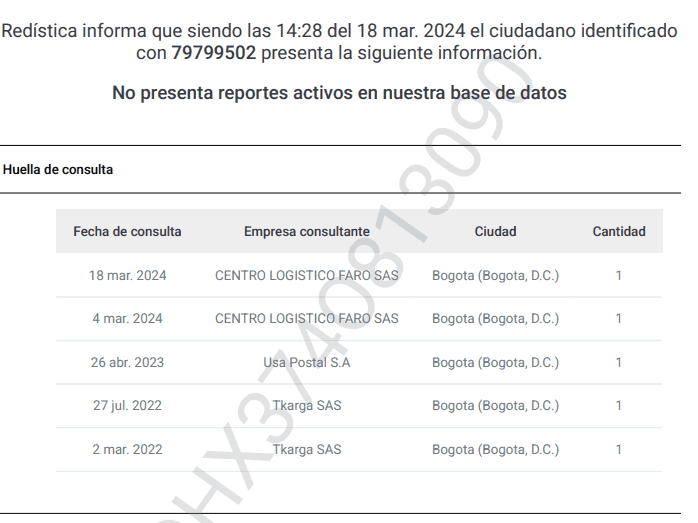 Redística informa que siendo las 14:28 del 18 mar. 2024 el ciudadano identificado
con 79799502 presenta la siguiente información.
No presenta reportes activos en nuestra base de datos
Huella de consulta
Fecha de consulta Empresa consultante Ciudad Cantidad
18 mar. 2024 CENTRO LOGISTICO FARO SAS Bogota (Bogota, D.C.) 1
4 mar. 2024 CENTRO LOGISTICO FARO SAS Bogota (Bogota, D.C.) 1
26 abr. 2023 Usa Postal S.A Bogota (Bogota, D.C.) 1
27 jul. 2022 Tkarga SAS Bogota (Bogota, D.C.) 1
2 mar. 2022 Tkarga SAS Bogota (Bogota, D.C.) 1
HX3740813090